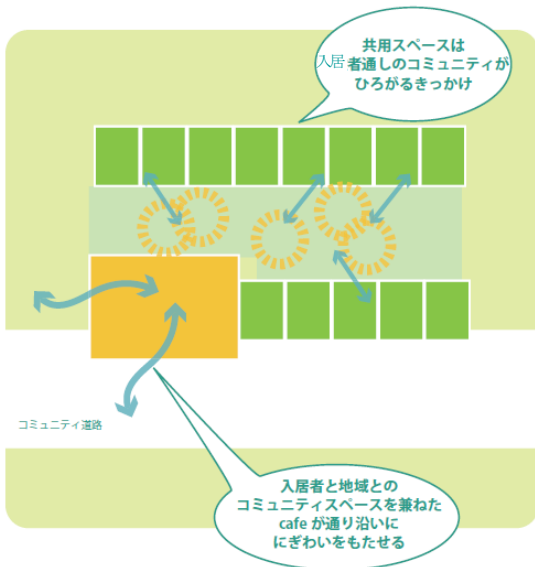 共用スペースは
入居者通しのコミュニティが
ひろがるきっかけ
コミュニティ道路
入居者と地域との
コミュニティスペースを兼ねた
cafe が通り沿いに
にぎわいをもたせる